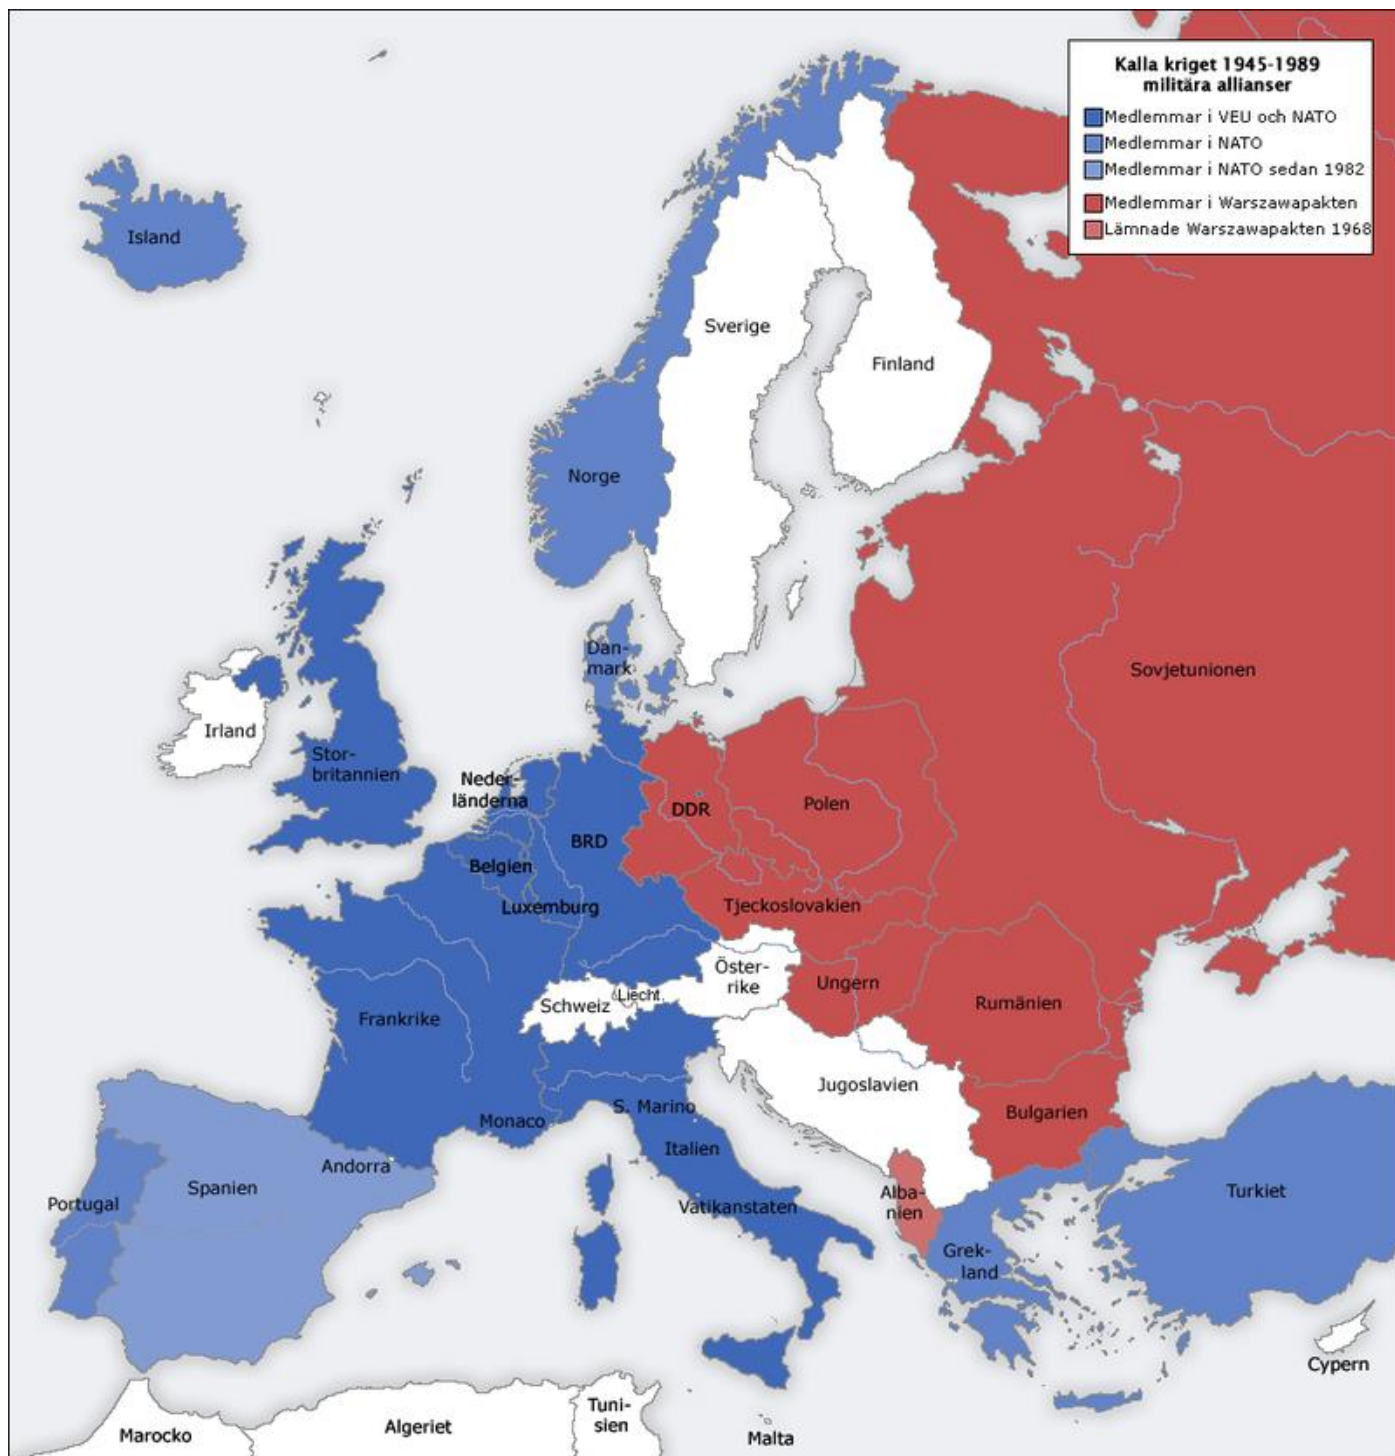 Kalla kriget 1945-1989
militära allianser
Medlemmar i VEU och NATO
Medlemmar i NATO
Medlemmar i NATO sedan 1982
Medlemmar i Warszawapakten
Lämnade Warszawapakten 1968
Island
Sverige
Finland
Norge
Dan-
mark
Sovjetunionen
Irland
Stor-
britannien
Neder-
länderna
DDR
Polen
BRD
Belgien
Luxemburg
Tjeckoslovakien
Öster-
rike
Ungern
Schweiz
Liecht.
Rumänien
Frankrike
Jugoslavien
S. Marino
Bulgarien
Monaco
Italien
Andorra
Spanien
Portugal
Vatikanstaten
Alba-
nien
Turkiet
Grek-
land
Cypern
Marocko
Algeriet
Tuni-
sien
Malta